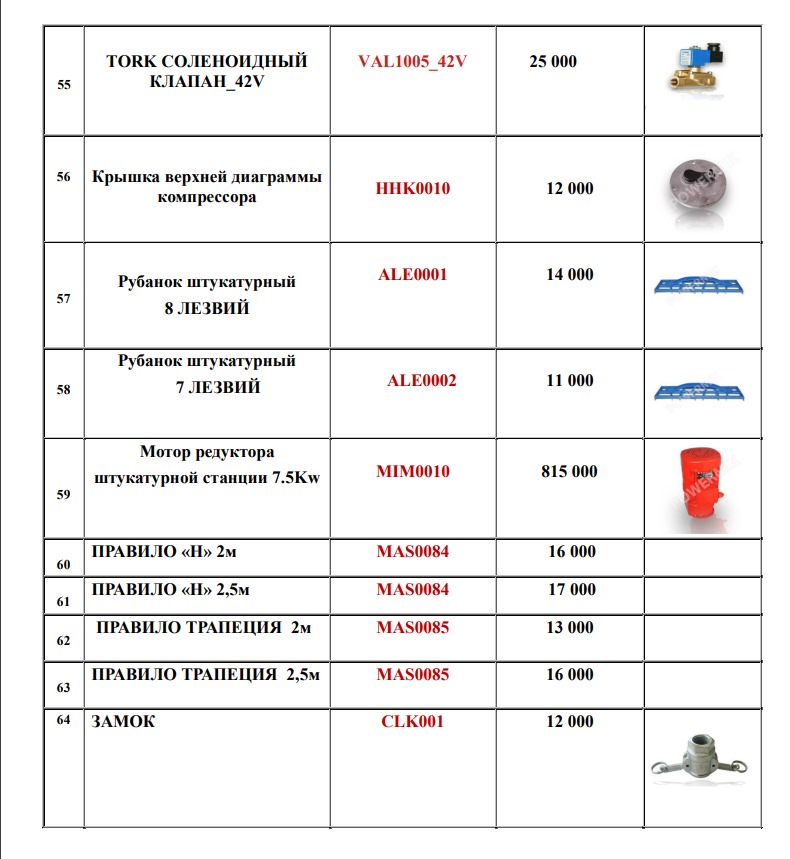 55
TORK СОЛЕНОИДНЫЙ
КЛАПАН_42V
VAL1005_42V
25 000
56
Крышка верхней диаграммы
компрессора
HHK0010
12 000
57
Рубанок штукатурный
8 ЛЕЗВИЙ
ALE0001
14 000
58
Рубанок штукатурный
7 ЛЕЗВИЙ
ALE0002
11 000
59
Мотор редуктора
штукатурной станции 7.5Kw
MIM0010
815 000
60
ПРАВИЛО «Н» 2м
MAS0084
16 000
61
ПРАВИЛО «Н» 2,5м
MAS0084
17 000
62
ПРАВИЛО ТРАПЕЦИЯ 2м
MAS0085
13 000
63
ПРАВИЛО ТРАПЕЦИЯ 2,5м
MAS0085
16 000
64
ЗАМОК
CLK001
12 000